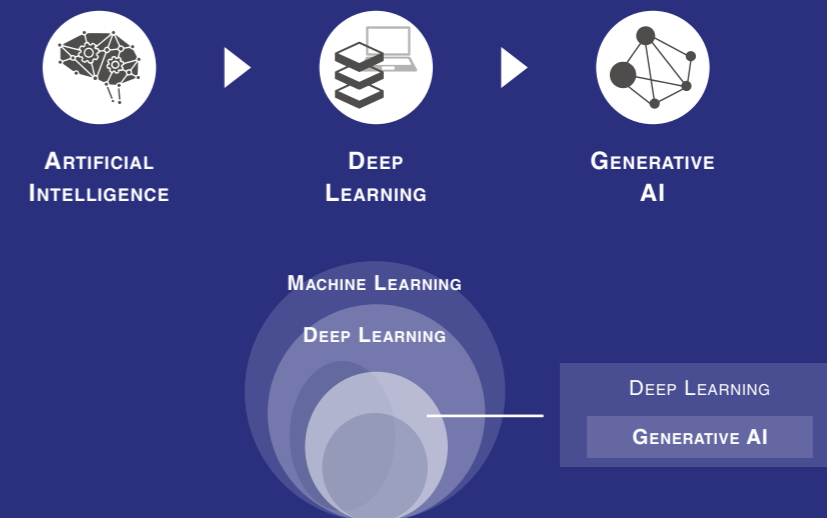 Artificial
Intelligence
Deep
Learning
Generative
AI
Machine Learning
Deep Learning
Deep Learning
Generative AI